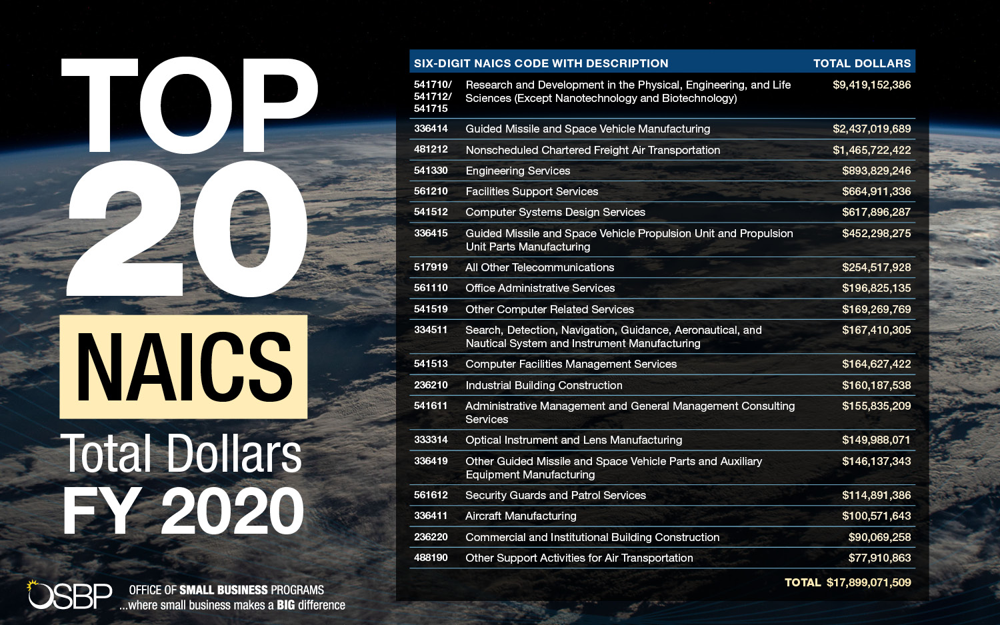 TOP
20
NAICS
Total Dollars
FY 2020
OSBP
OFFICE OF SMALL BUSINESS PROGRAMS
...where small business makes a BIG difference
SIX-DIGIT NAICS CODE WITH DESCRIPTION TOTAL DOLLARS
541710/ Research and Development in the Physical, Engineering, and Life $9,419,152,386
541712/ Sciences (Except Nanotechnology and Biotechnology)
541715
336414 Guided Missile and Space Vehicle Manufacturing $2,437,019,689
481212 Nonscheduled Chartered Freight Air Transportation $1,465,722,422
541330 Engineering Services $893,829,246
561210 Facilities Support Services $664,911,336
541512 Computer Systems Design Services $617,896,287
336415 Guided Missile and Space Vehicle Propulsion Unit and Propulsion $452,298,275
Unit Parts Manufacturing
517919 All Other Telecommunications $254,517,928
561110 Office Administrative Services $196,825,135
541519 Other Computer Related Services $169,269,769
334511 Search, Detection, Navigation, Guidance, Aeronautical, and $167,410,305
Nautical System and Instrument Manufacturing
541513 Computer Facilities Management Services $164,627,422
236210 Industrial Building Construction $160,187,538
541611 Administrative Management and General Management Consulting $155,835,209
Services
333314 Optical Instrument and Lens Manufacturing $149,988,071
336419 Other Guided Missile and Space Vehicle Parts and Auxiliary $146,137,343
Equipment Manufacturing
561612 Security Guards and Patrol Services $114,891,386
336411 Aircraft Manufacturing $100,571,643
236220 Commercial and Institutional Building Construction $90,069,258
488190 Other Support Activities for Air Transportation $77,910,863
TOTAL $17,899,071,509